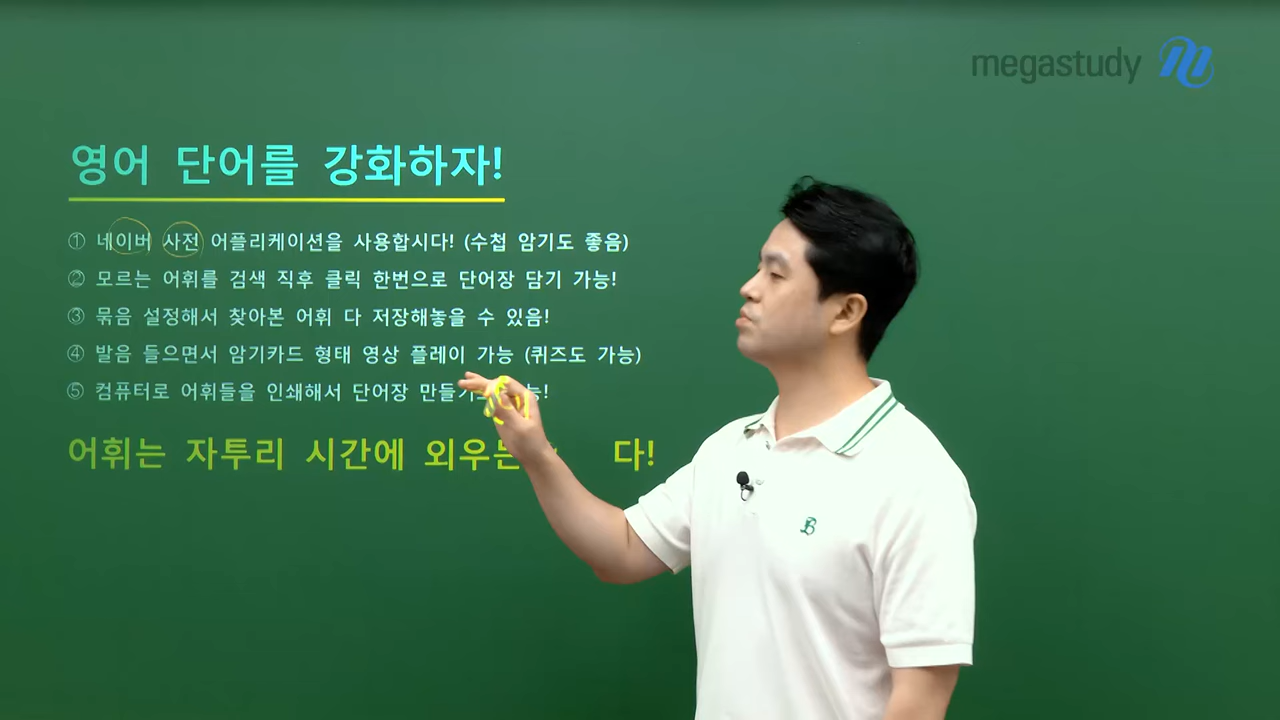 megastudy
영어 단어를 강화하자!
① 네이버 사전 어플리케이션을 사용합시다! (수첩 암기도 좋음)
② 모르는 어휘를 검색 직후 클릭 한번으로 단어장 담기 가능!
③ 묶음 설정해서 찾아본 어휘 다 저장해놓을 수 있음!
④ 발음 들으면서 암기카드 형태 영상 플레이 가능 (퀴즈도 가능)
⑤ 컴퓨터로 어휘들을 인쇄해서 단어장
어휘는 자투리 시간에 다!
B